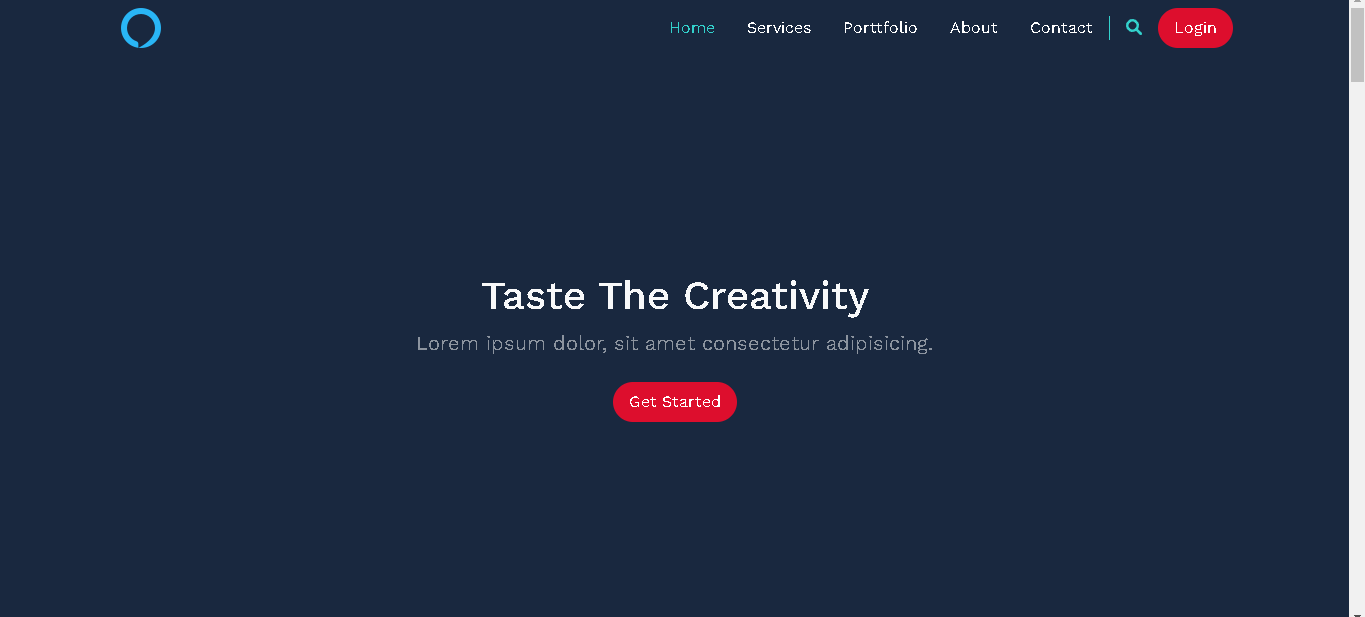 Home Services Porttfolio About Contact Login
Taste The Creativity
Lorem ipsum dolor, sit amet consectetur adipisicing.
Get Started